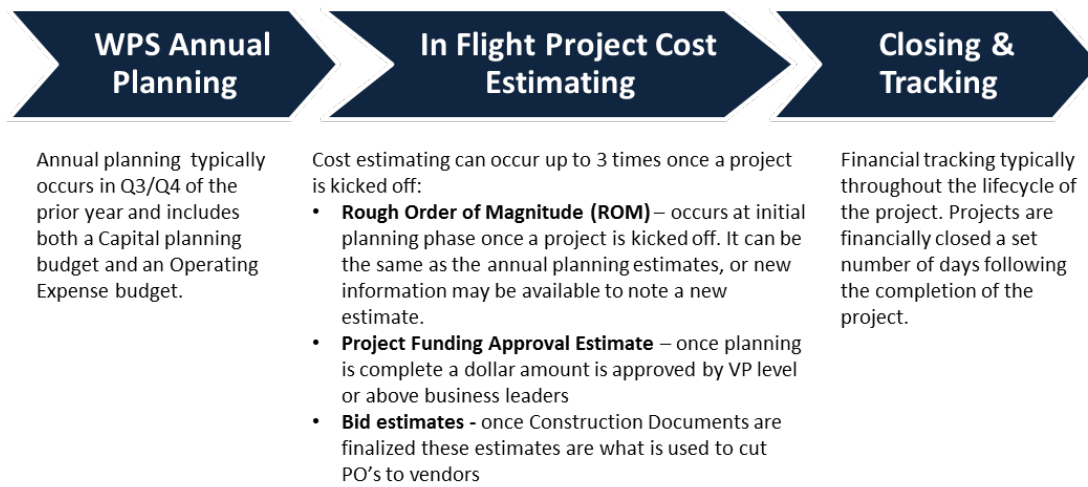 WPS Annual
Planning
In Flight Project Cost
Estimating
Closing &
Tracking
Annual planning typically
occurs in Q3/Q4 of the
prior year and includes
both a Capital planning
budget and an Operating
Expense budget.
Cost estimating can occur up to 3 times once a project
is kicked off:
• Rough Order of Magnitude (ROM) – occurs at initial
planning phase once a project is kicked off. It can be
the same as the annual planning estimates, or new
information may be available to note a new
estimate.
• Project Funding Approval Estimate – once planning
is complete a dollar amount is approved by VP level
or above business leaders
• Bid estimates - once Construction Documents are
finalized these estimates are what is used to cut
PO's to vendors
Financial tracking typically
throughout the lifecycle of
the project. Projects are
financially closed a set
number of days following
the completion of the
project.